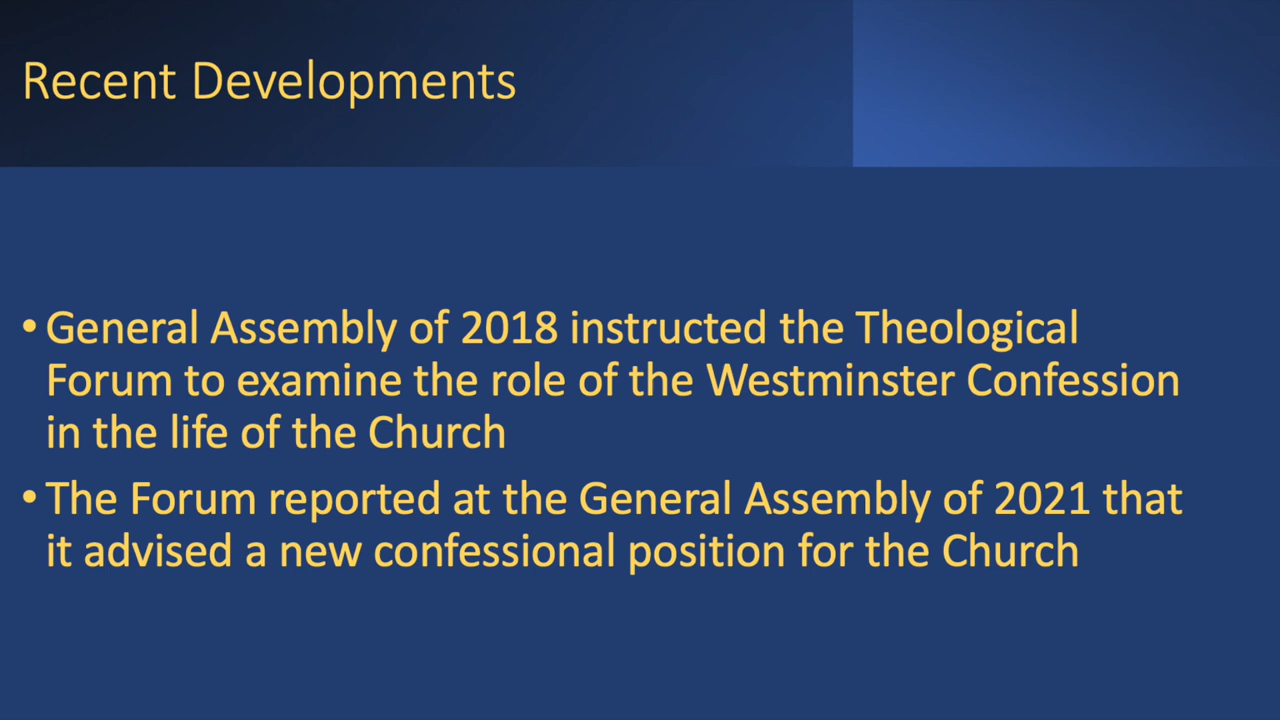 Recent Developments
• General Assembly of 2018 instructed the Theological
Forum to examine the role of the Westminster Confession
in the life of the Church
• The Forum reported at the General Assembly of 2021 that
it advised a new confessional position for the Church